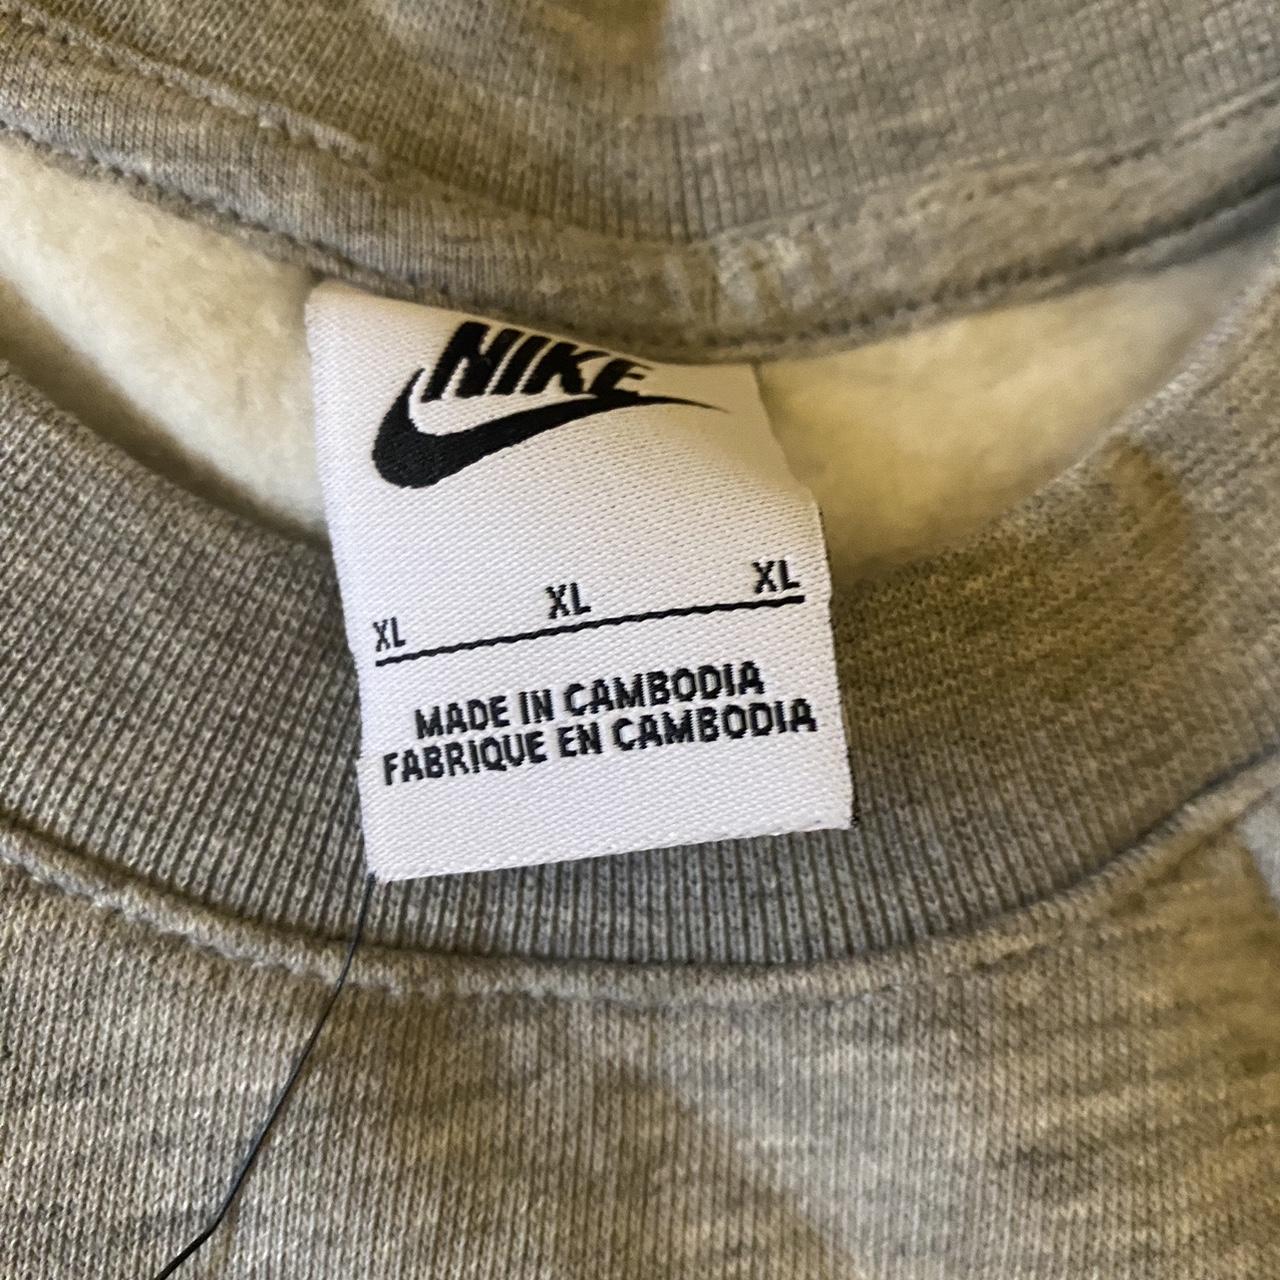 NIKE
XL XL XL
MADE IN CAMBODIA
FABRIQUE EN CAMBODIA